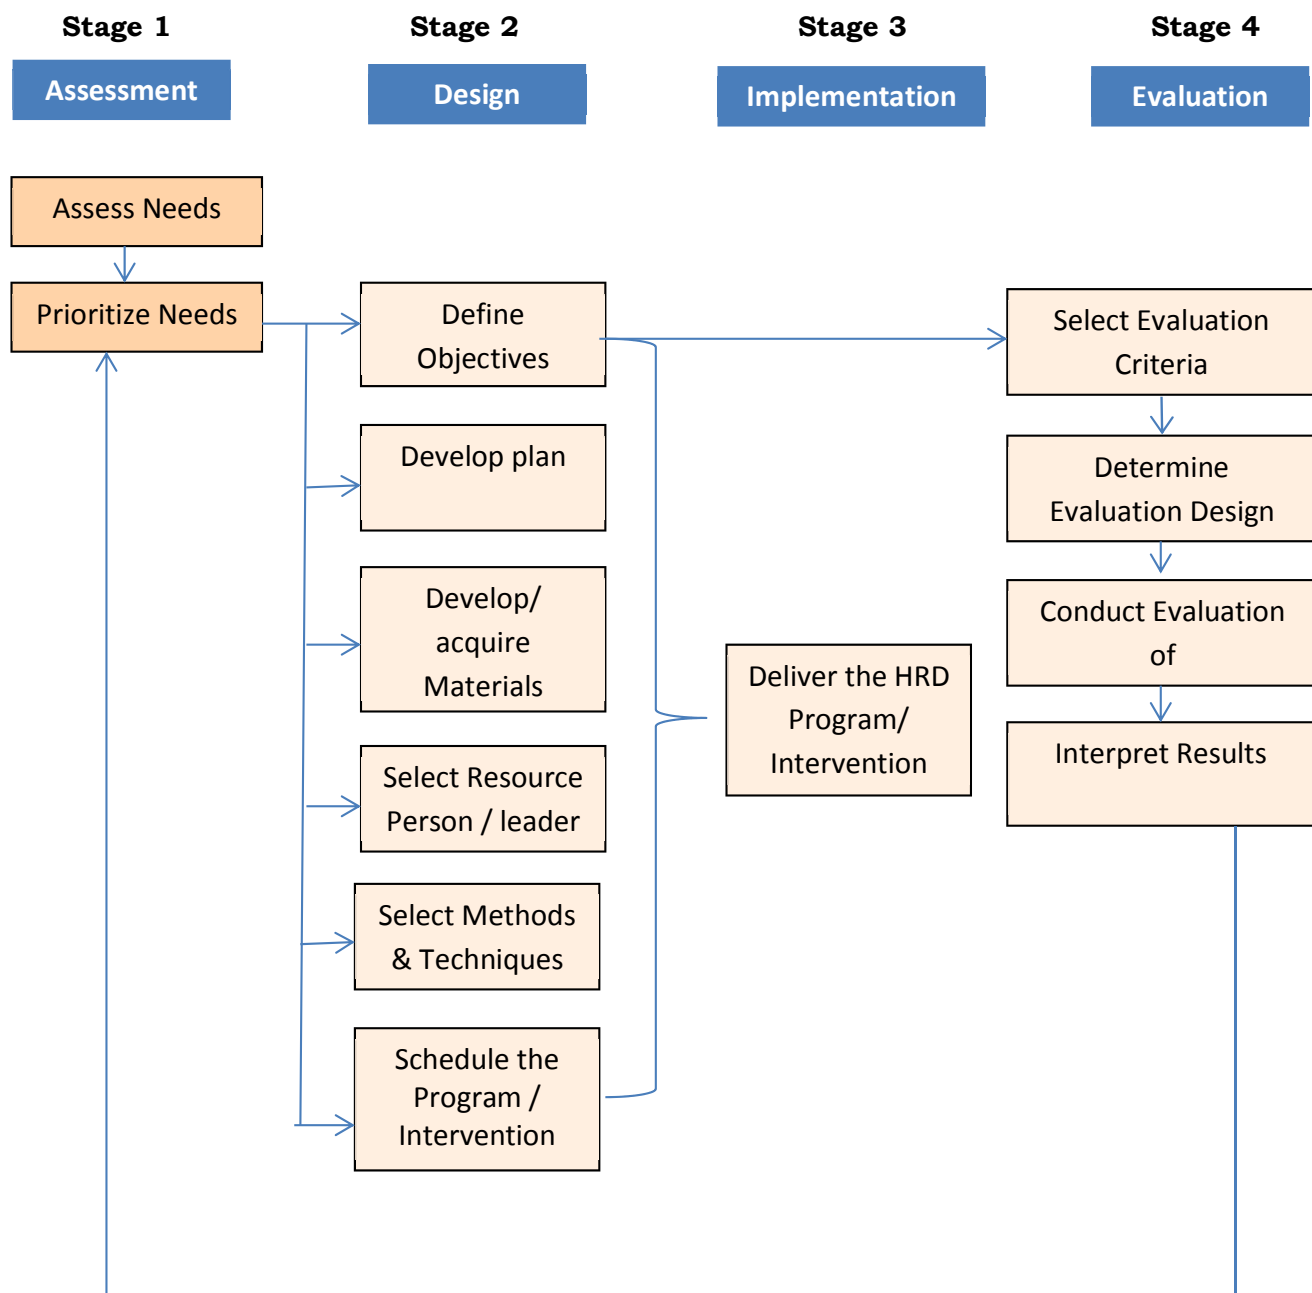 Stage 1
Stage 2
Stage 3
Stage 4
Assessment
Design
Implementation
Evaluation
Assess Needs
Prioritize Needs
Define
Objectives
Develop plan
Develop/
acquire
Materials
Select Resource
Person / leader
Select Methods
& Techniques
Schedule the
Program /
Intervention
Deliver the HRD
Program/
Intervention
Select Evaluation
Criteria
Determine
Evaluation Design
Conduct Evaluation
of
Interpret Results